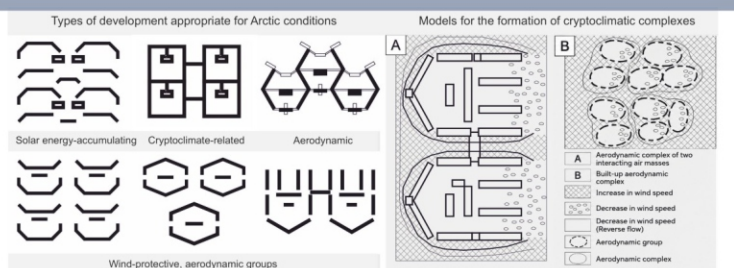 Types of development appropriate for Arctic conditions
Models for the formation of cryptoclimatic complexes
Solar energy-accumulating
Cryptoclimate-related
Aerodynamic
Wind-protective, aerodynamic groups
A
B
A Aerodynamic complex of two
interacting air masses
B Built-up aerodynamic
complex
Increase in wind speed
Decrease in wind speed
Decrease in wind speed
(Reverse flow)
Aerodynamic group
Aerodynamic complex